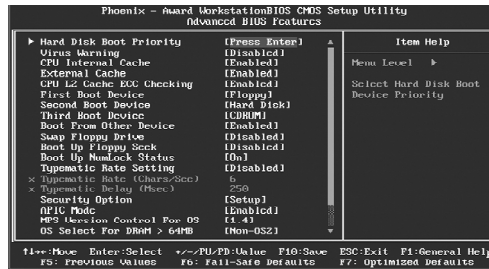 Phoenix - Award WorkstationBIOS CMOS Setup Utility
Advanced BIOS Features
Hard Disk Boot Priority [Press Enter]
Virus Warning [Disabled]
CPU Internal Cache [Enabled]
External Cache [Enabled]
CPU L2 Cache ECC Checking [Enabled]
First Boot Device [Floppy]
Second Boot Device [Hard Disk]
Third Boot Device [CDROM]
Boot From Other Device [Enabled]
Swap Floppy Drive [Disabled]
Boot Up Floppy Seek [Disabled]
Boot Up NumLock Status [On]
Typematic Rate Setting [Disabled]
x Typematic Rate (Chars/Sec) 6
x Typematic Delay (Msec) 250
Security Option [Setup]
APIC Mode [Enabled]
MPS Version Control For OS [1.4]
OS Select For DRAM > 64MB [Non-OS2]
Item Help
Menu Level ▶
Select Hard Disk Boot
Device Priority
↑↓→←:Move Enter:Select +/-/PU/PD:Value F10:Save ESC:Exit F1:General Help
F5: Previous Values F6: Fail-Safe Defaults F7: Optimized Defaults